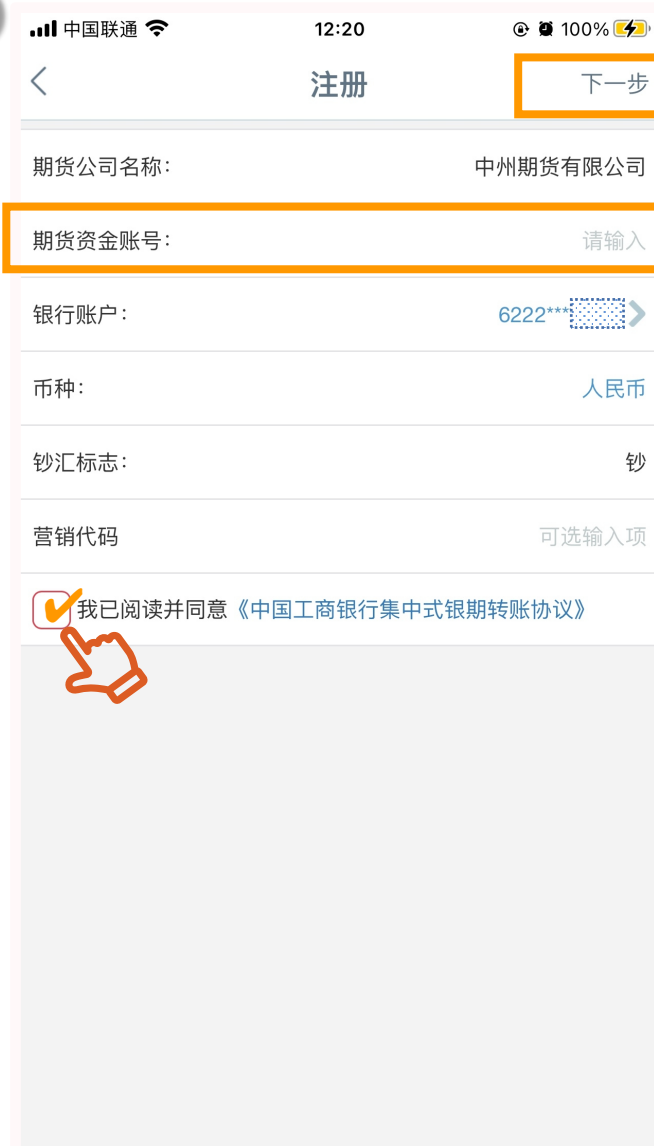 中国联通 12:20 100%
注册 下一步
期货公司名称： 中州期货有限公司
期货资金账号： 请输入
银行账户： 6222***
币种： 人民币
钞汇标志： 钞
营销代码 可选输入项
我已阅读并同意《中国工商银行集中式银期转账协议》